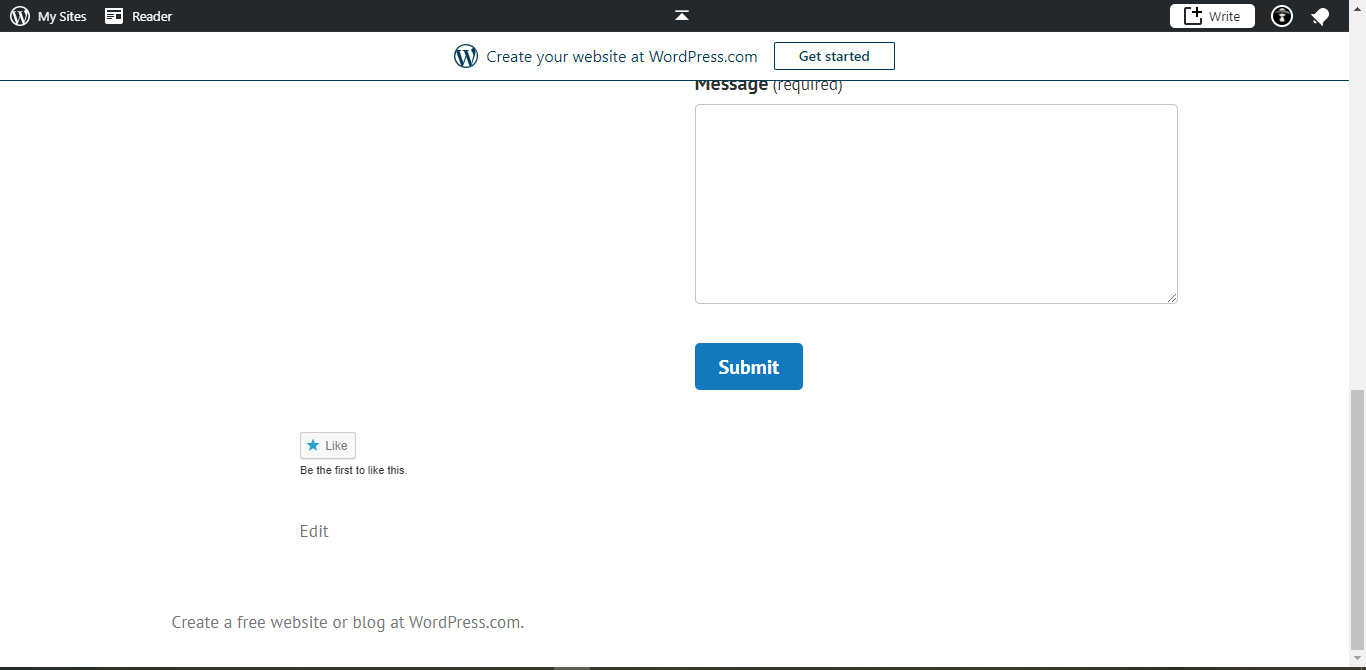 My Sites Reader Write
Create your website at WordPress.com Get started
Message (required)
Submit
Like
Be the first to like this.
Edit
Create a free website or blog at WordPress.com.